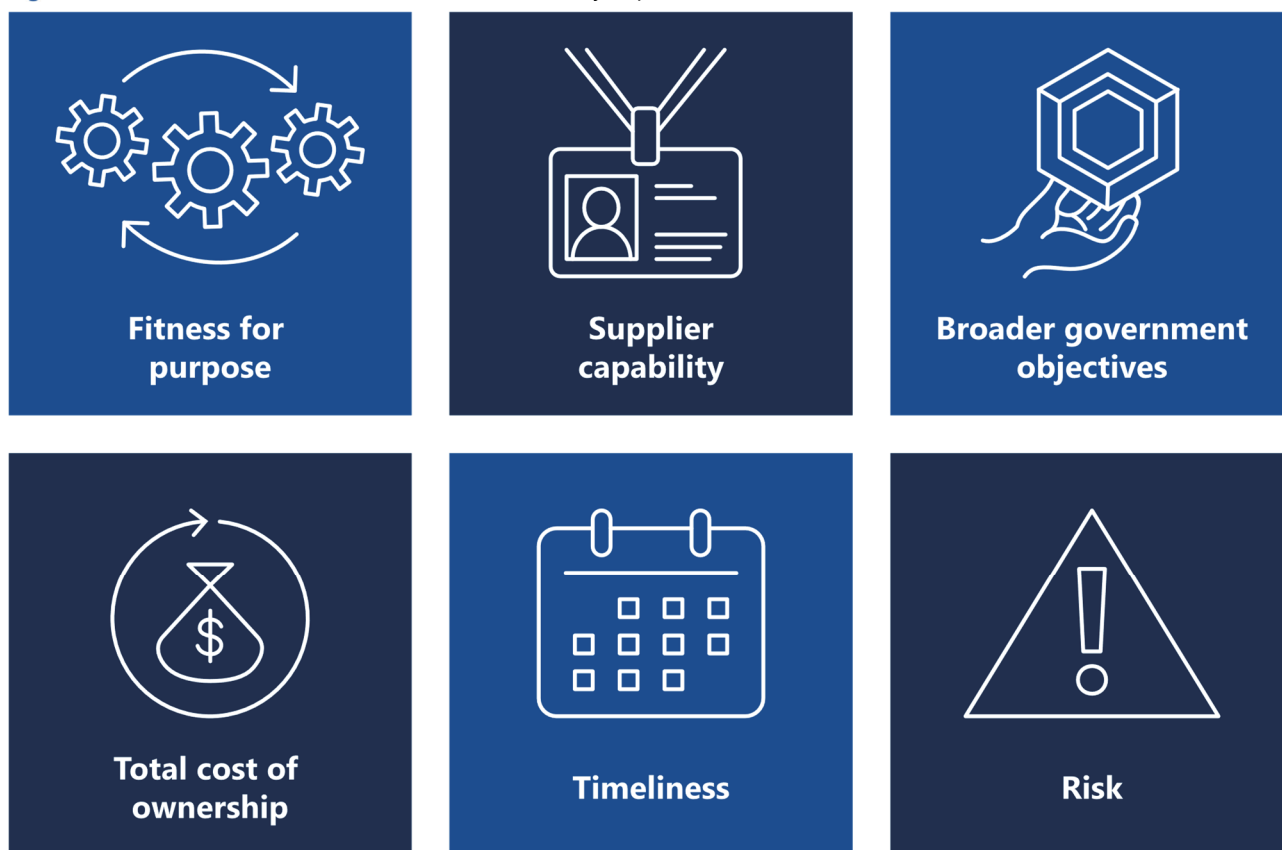 Fitness for
purpose
Supplier
capability
Broader government
objectives
$
Total cost of
ownership
Timeliness
!
Risk